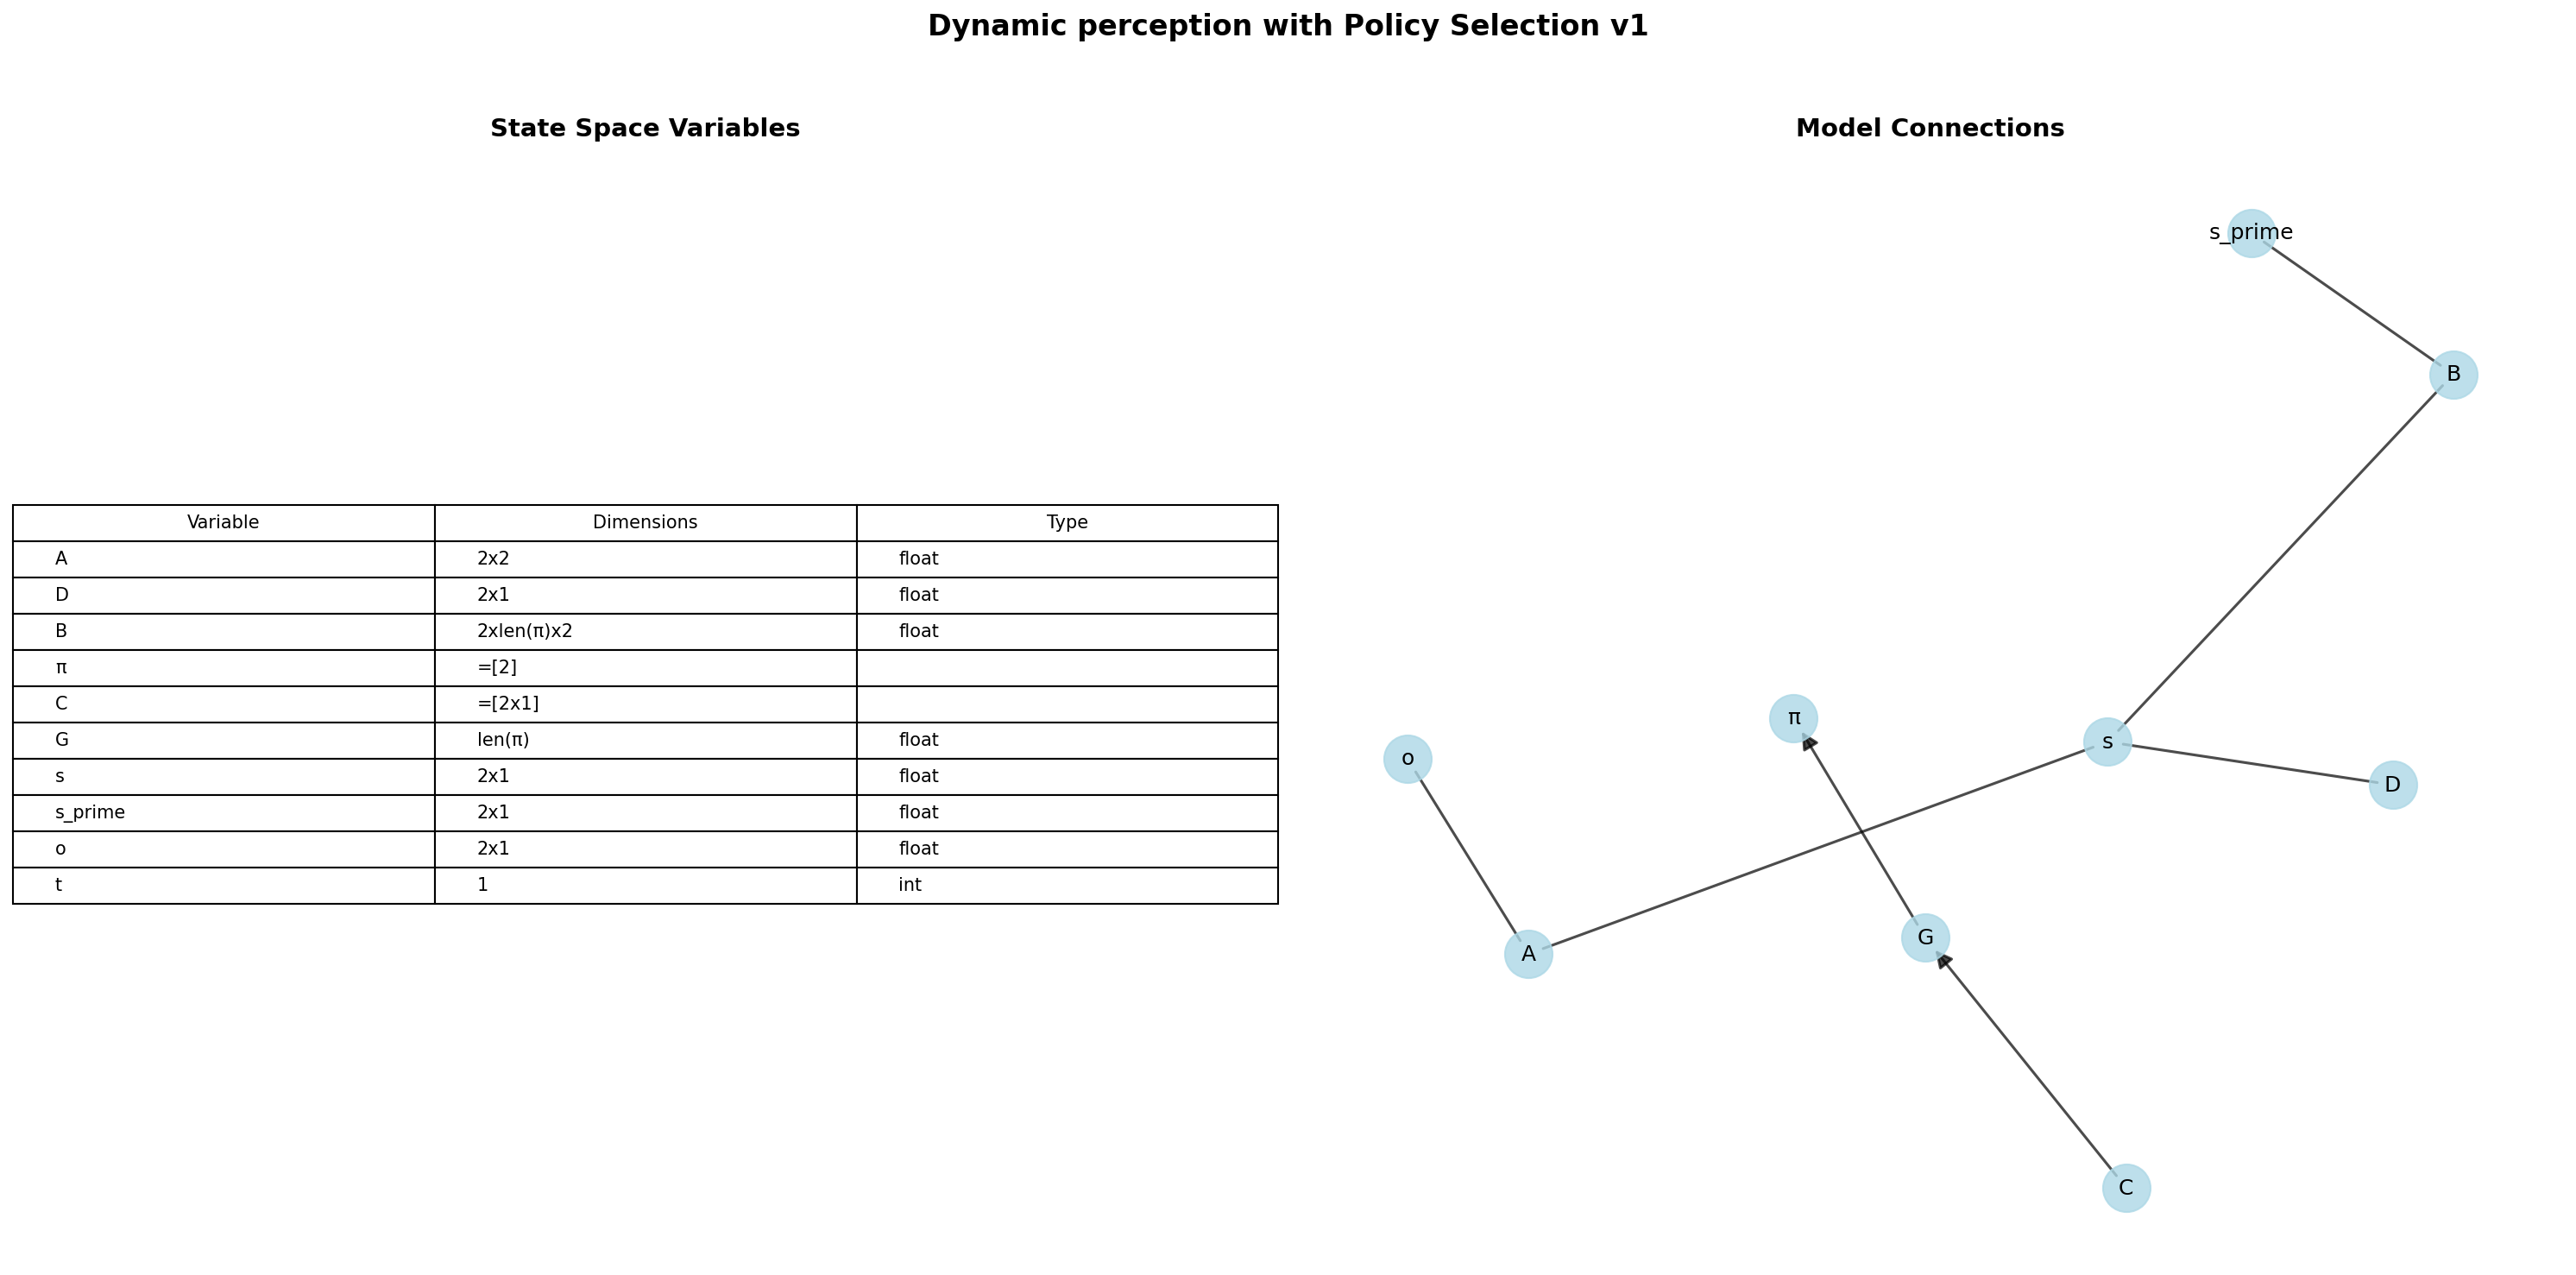 Dynamic perception with Policy Selection v1
State Space Variables
Variable Dimensions Type
A 2x2 float
D 2x1 float
B 2xlen(π)x2 float
π =[2]
C =[2x1]
G len(π) float
s 2x1 float
s_prime 2x1 float
o 2x1 float
t 1 int
Model Connections
s_prime
B
π
s
o
D
G
A
C